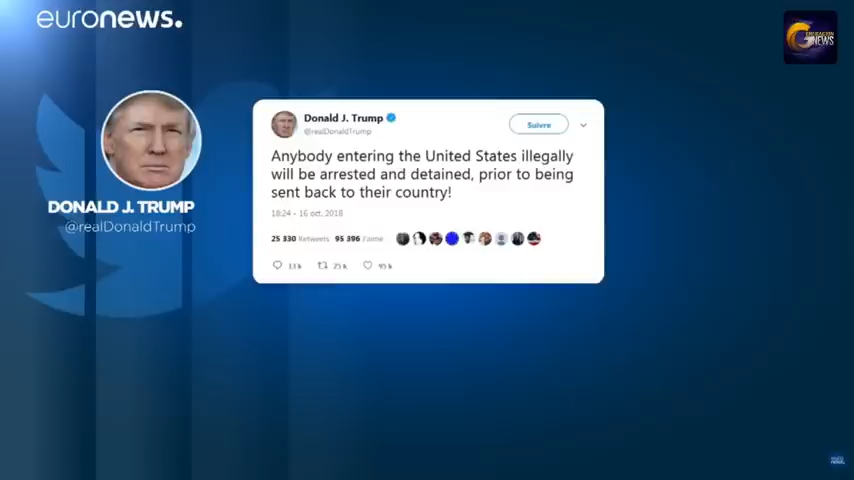 euronews.
GENERACION
NEWS
Donald J. Trump
@realDonaldTrump
Suivre
Anybody entering the United States illegally
will be arrested and detained, prior to being
sent back to their country!
18:24 - 16 oct. 2018
25 330 Retweets 95 396 J'aime
13 k 25 k 95 k
DONALD J. TRUMP
@realDonaldTrump